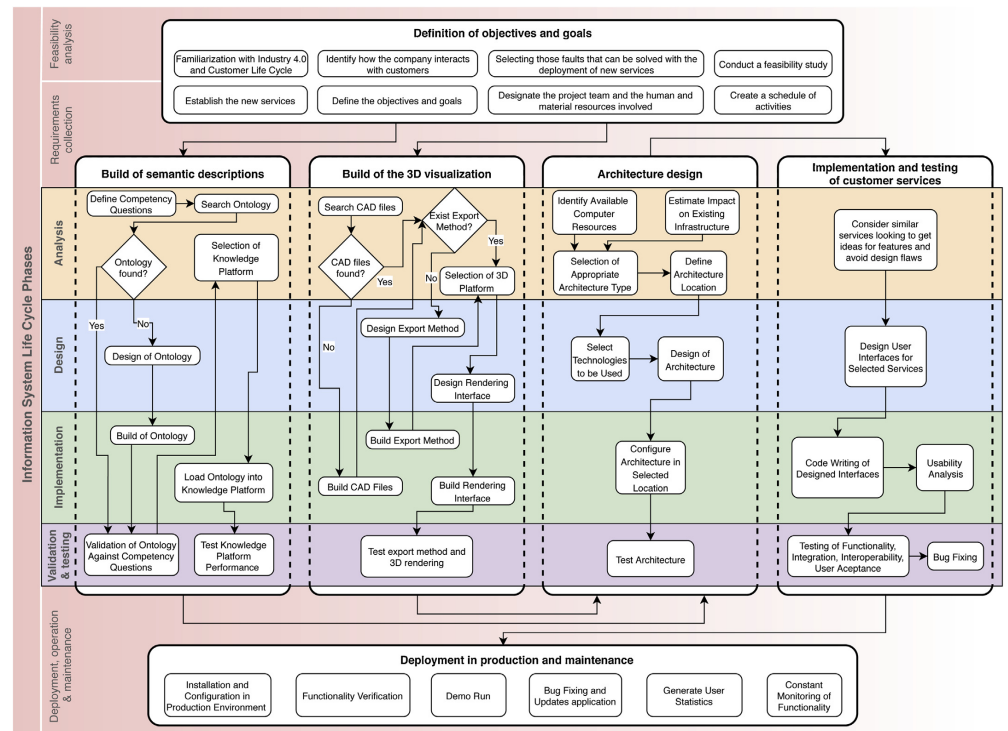 Information System Life Cycle Phases
Feasibility
analysis
Requirements
collection
Definition of objectives and goals
Familiarization with Industry 4.0
and Customer Life Cycle
Identify how the company interacts
with customers
Selecting those faults that can be solved with the
deployment of new services
Conduct a feasibility study
Establish the new services
Define the objectives and goals
Designate the project team and the human and
material resources involved
Create a schedule of
activities
Analysis
Design
Implementation
Validation
& testing
Build of semantic descriptions
Define Competency
Questions
Search Ontology
Ontology
found?
Selection of
Knowledge
Platform
Yes
No
Design of Ontology
Build of Ontology
Load Ontology into
Knowledge Platform
Validation of Ontology
Against Competency
Questions
Test Knowledge
Platform
Performance
Build of the 3D visualization
Search CAD files
Exist Export
Method?
CAD files
found?
Yes
Yes
No
Selection of 3D
Platform
No
Design Export Method
Design Rendering
Interface
Build Export Method
Build CAD Files
Build Rendering
Interface
Test export method and
3D rendering
Architecture design
Identify Available
Computer
Resources
Estimate Impact
on Existing
Infrastructure
Selection of
Appropriate
Architecture Type
Define
Architecture
Location
Select
Technologies
to be Used
Design of
Architecture
Configure
Architecture in
Selected
Location
Test Architecture
Implementation and testing
of customer services
Consider similar
services looking to get
ideas for features and
avoid design flaws
Design User
Interfaces for
Selected Services
Code Writing of
Designed Interfaces
Usability
Analysis
Testing of Functionality,
Integration, Interoperability,
User Aceptance
Bug Fixing
Deployment, operation
& maintenance
Deployment in production and maintenance
Installation and
Configuration in
Production Environment
Functionality Verification
Demo Run
Bug Fixing and
Updates application
Generate User
Statistics
Constant
Monitoring of
Functionality